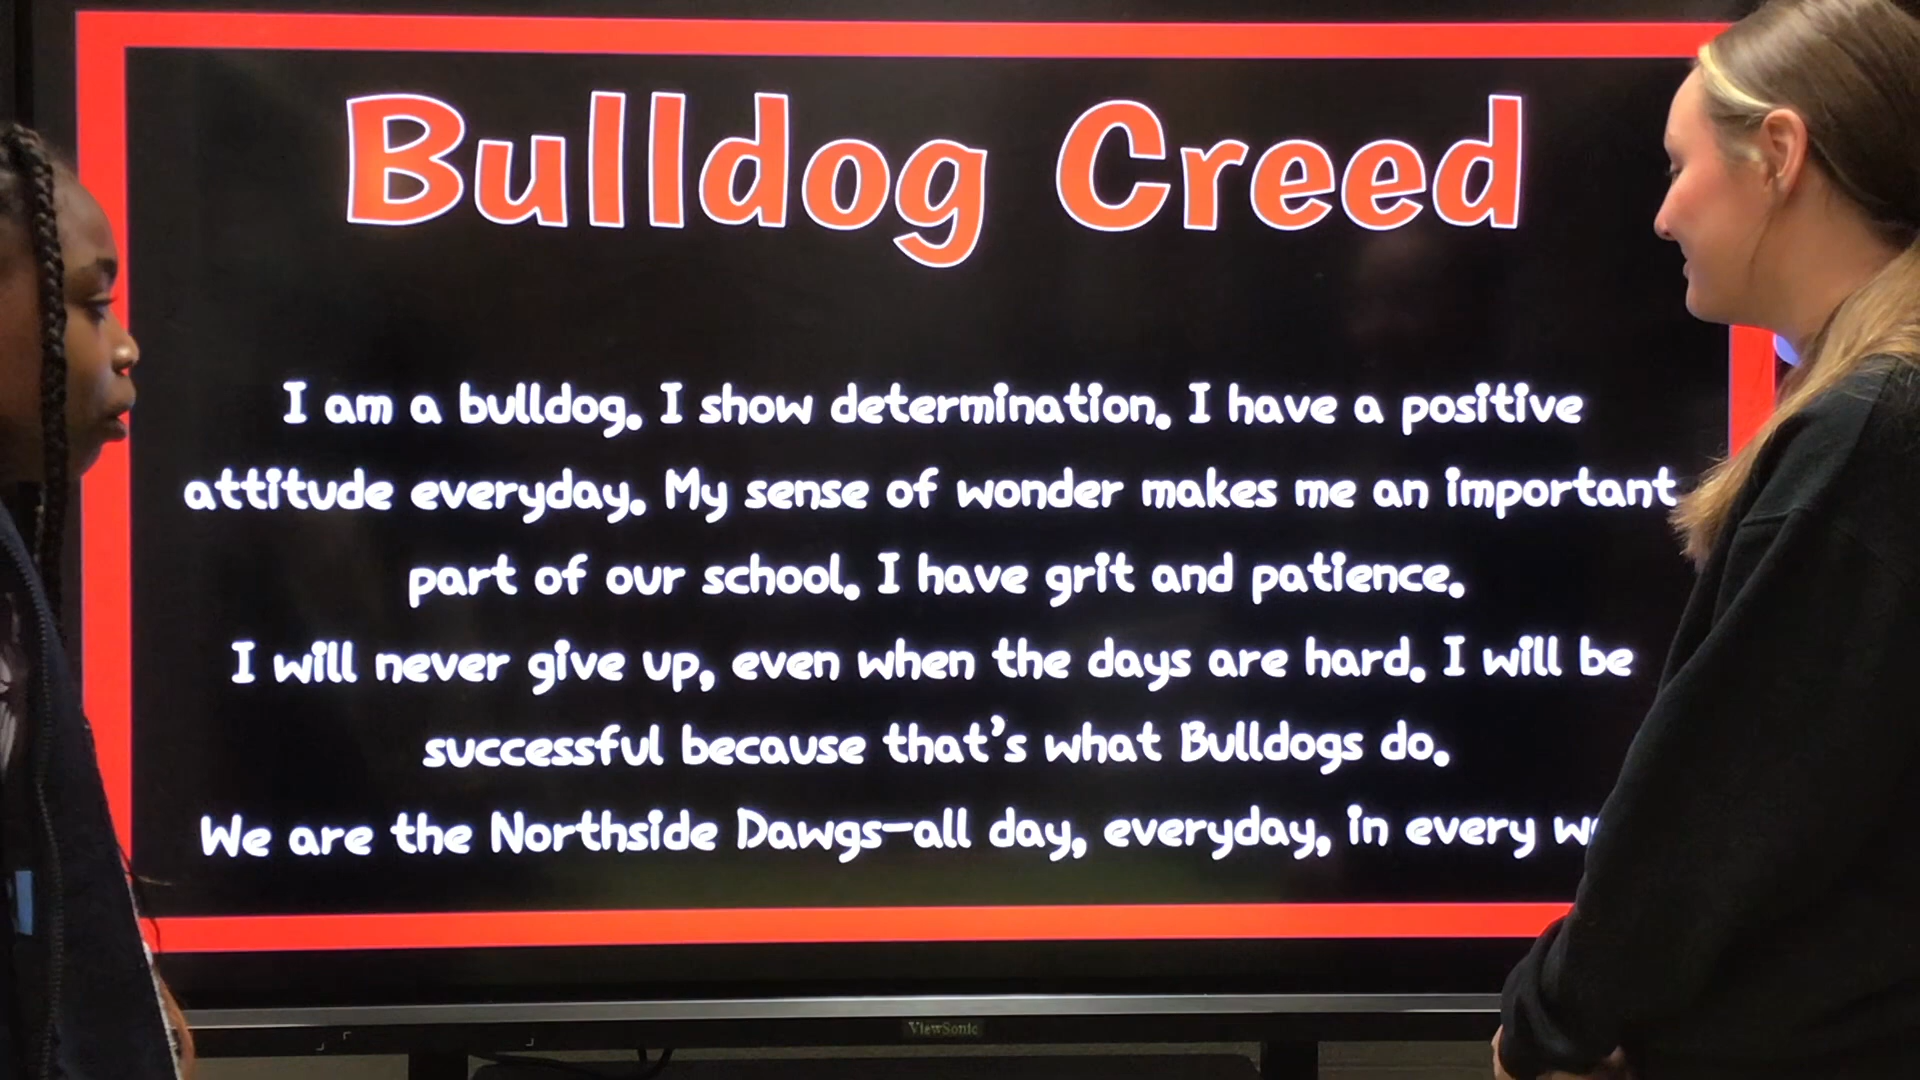 Bulldog Creed
I am a bulldog. I show determination. I have a positive
attitude everyday. My sense of wonder makes me an important
part of our school. I have grit and patience.
I will never give up, even when the days are hard. I will be
successful because that's what Bulldogs do.
We are the Northside Dawgs—all day, everyday, in every
ViewSonic